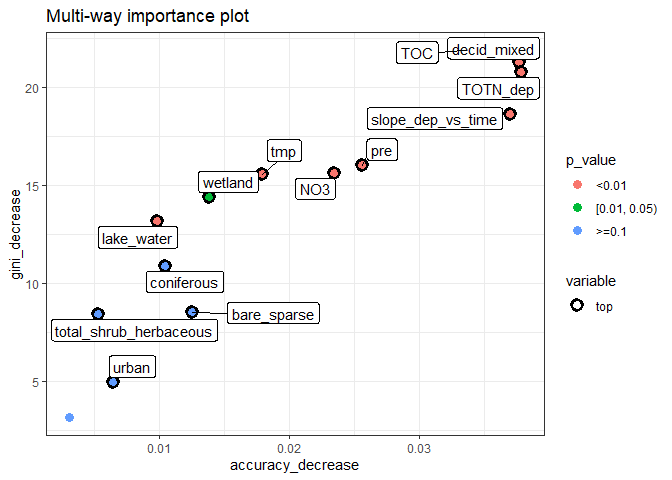 Multi-way importance plot
gini_decrease
20
15
10
5
TOC
decid_mixed
TOTN_dep
slope_dep_vs_time
pre
tmp
NO3
wetland
lake_water
coniferous
bare_sparse
total_shrub_herbaceous
urban
0.01
0.02
0.03
accuracy_decrease
p_value
<0.01
[0.01, 0.05)
>=0.1
variable
top